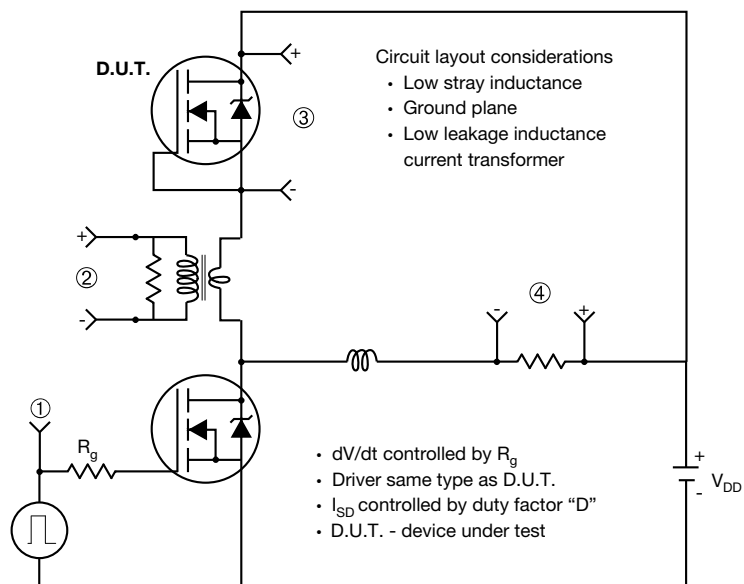 D.U.T.
+
③
-
Circuit layout considerations
• Low stray inductance
• Ground plane
• Low leakage inductance
current transformer
+
②
-
④
-
+
①
Rg
• dV/dt controlled by Rg
• Driver same type as D.U.T.
• ISD controlled by duty factor “D”
• D.U.T. - device under test
+
VDD
-